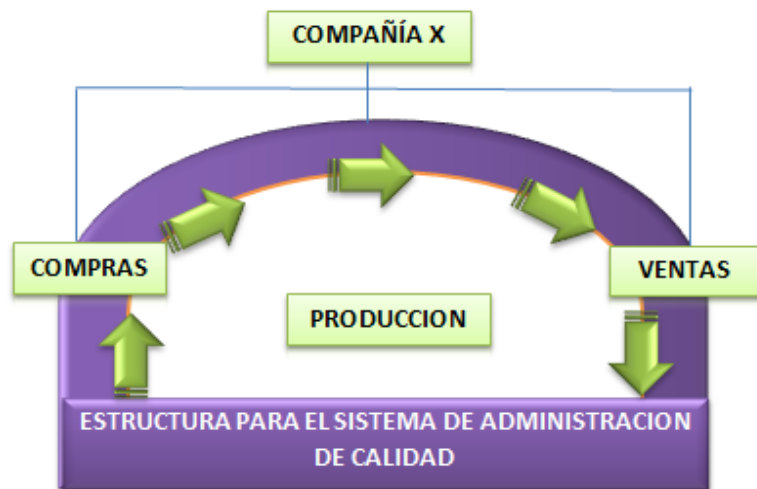 COMPAÑÍA X
COMPRAS
VENTAS
PRODUCCION
ESTRUCTURA PARA EL SISTEMA DE ADMINISTRACION
DE CALIDAD